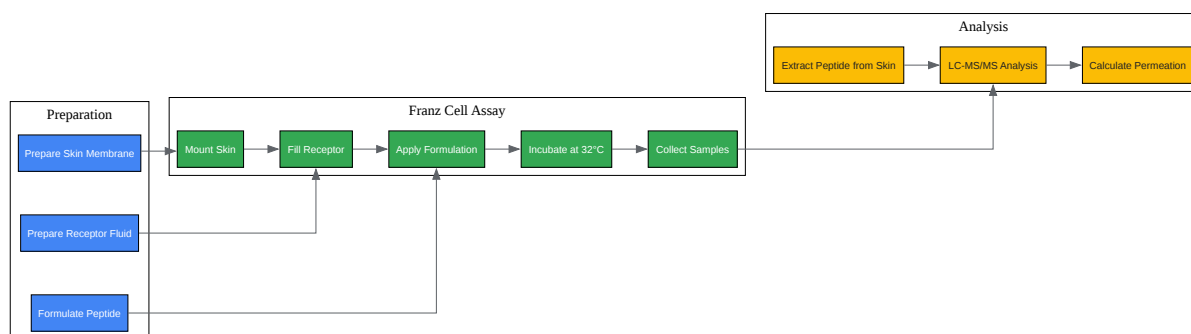 Preparation
Prepare Skin Membrane
Prepare Receptor Fluid
Formulate Peptide
Franz Cell Assay
Mount Skin
Fill Receptor
Apply Formulation
Incubate at 32°C
Collect Samples
Analysis
Extract Peptide from Skin
LC-MS/MS Analysis
Calculate Permeation